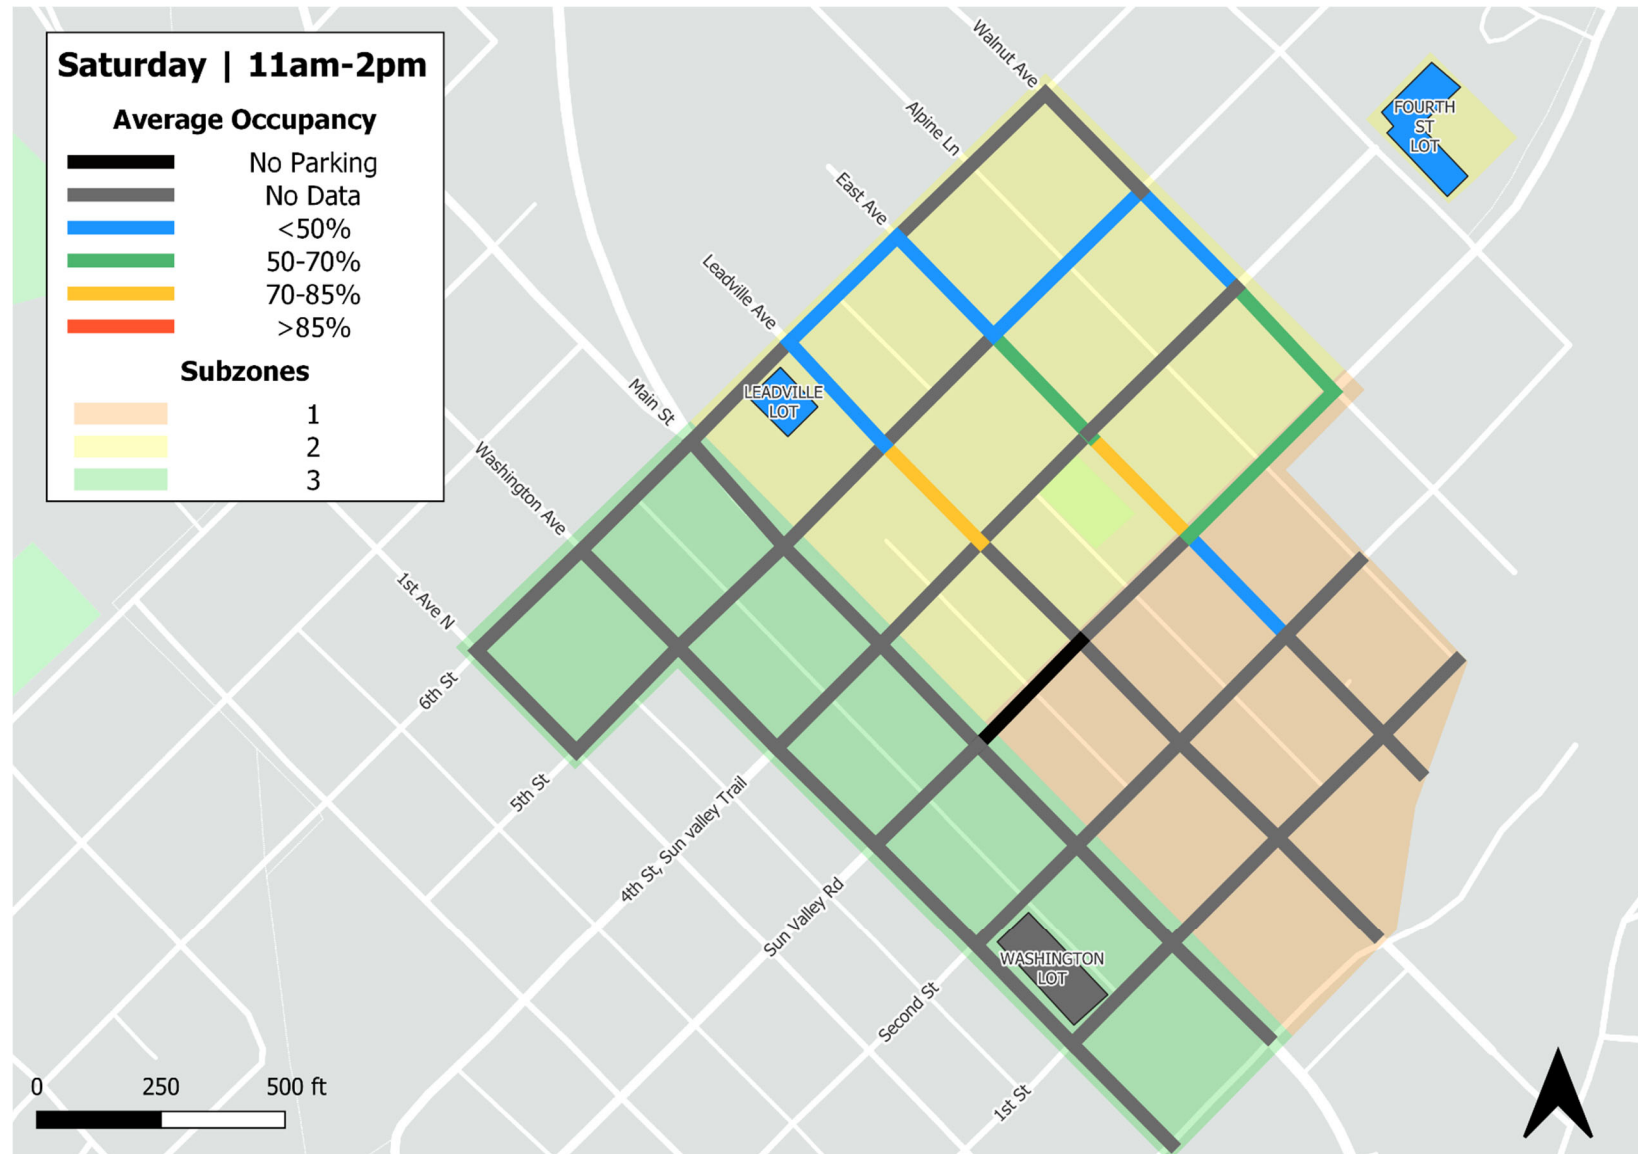 Saturday | 11am-2pm
Average Occupancy
No Parking
No Data
<50%
50-70%
70-85%
>85%
Subzones
1
2
3
Walnut Ave
Alpine Ln
East Ave
Leadville Ave
Main St
Washington Ave
1st Ave N
6th St
5th St
4th St, Sun valley Trail
Sun Valley Rd
Second St
1st St
FOURTH
ST
LOT
LEADVILLE
LOT
WASHINGTON
LOT
0 250 500 ft